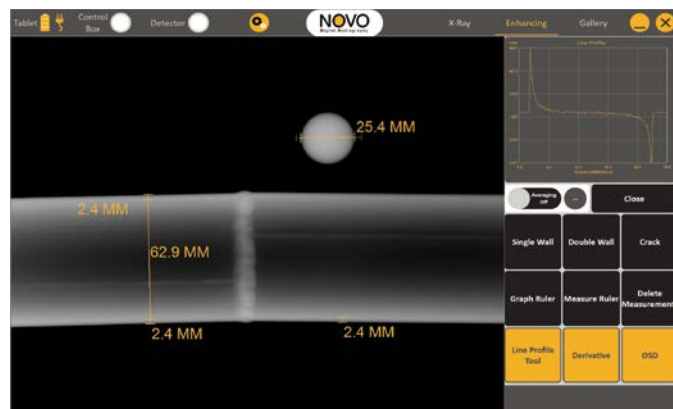 Tablet
Control Box
Detector
NOVO
Digital Radiography
X-Ray
Enhancing
Gallery
Line Profile
25.4 MM
2.4 MM
62.9 MM
2.4 MM
2.4 MM
Averaging Off
Close
Single Wall
Double Wall
Crack
Graph Ruler
Measure Ruler
Delete Measurement
Line Profile Tool
Derivative
OSD